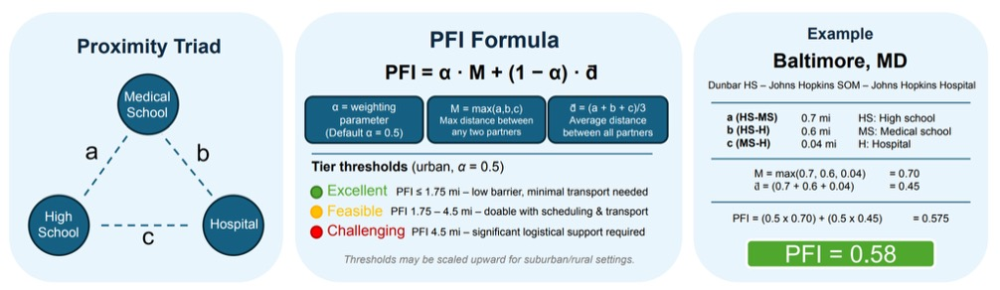 Proximity Triad
Medical
School
a
b
High
School
Hospital
c
PFI Formula
PFI = α · M + (1 − α) · d̄
α = weighting
parameter
(Default α = 0.5)
M = max(a,b,c)
Max distance between
any two partners
d̄ = (a + b + c)/3
Average distance
between all partners
Tier thresholds (urban, α = 0.5)
Excellent PFI ≤ 1.75 mi – low barrier, minimal transport needed
Feasible PFI 1.75 – 4.5 mi – doable with scheduling & transport
Challenging PFI 4.5 mi – significant logistical support required
Thresholds may be scaled upward for suburban/rural settings.
Example
Baltimore, MD
Dunbar HS – Johns Hopkins SOM – Johns Hopkins Hospital
a (HS-MS) 0.7 mi HS: High school
b (HS-H) 0.6 mi MS: Medical school
c (MS-H) 0.04 mi H: Hospital
M = max(0.7, 0.6, 0.04) = 0.70
d̄ = (0.7 + 0.6 + 0.04) = 0.45
PFI = (0.5 x 0.70) + (0.5 x 0.45) = 0.575
PFI = 0.58